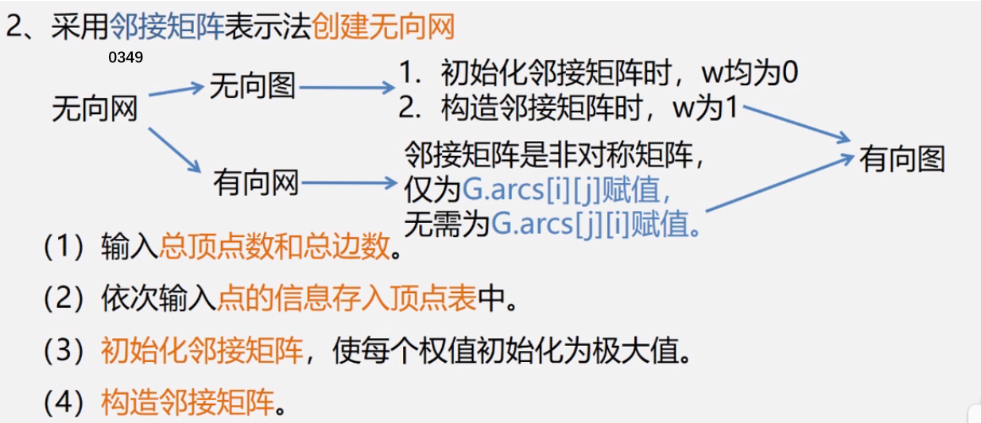 2、采用邻接矩阵表示法创建无向网
0349
无向网
无向图
1. 初始化邻接矩阵时，w均为0
2. 构造邻接矩阵时，w为1
有向网
邻接矩阵是非对称矩阵，
仅为G.arcs[i][j]赋值，
无需为G.arcs[j][i]赋值。
有向图
（1）输入总顶点数和总边数。
（2）依次输入点的信息存入顶点表中。
（3）初始化邻接矩阵，使每个权值初始化为极大值。
（4）构造邻接矩阵。